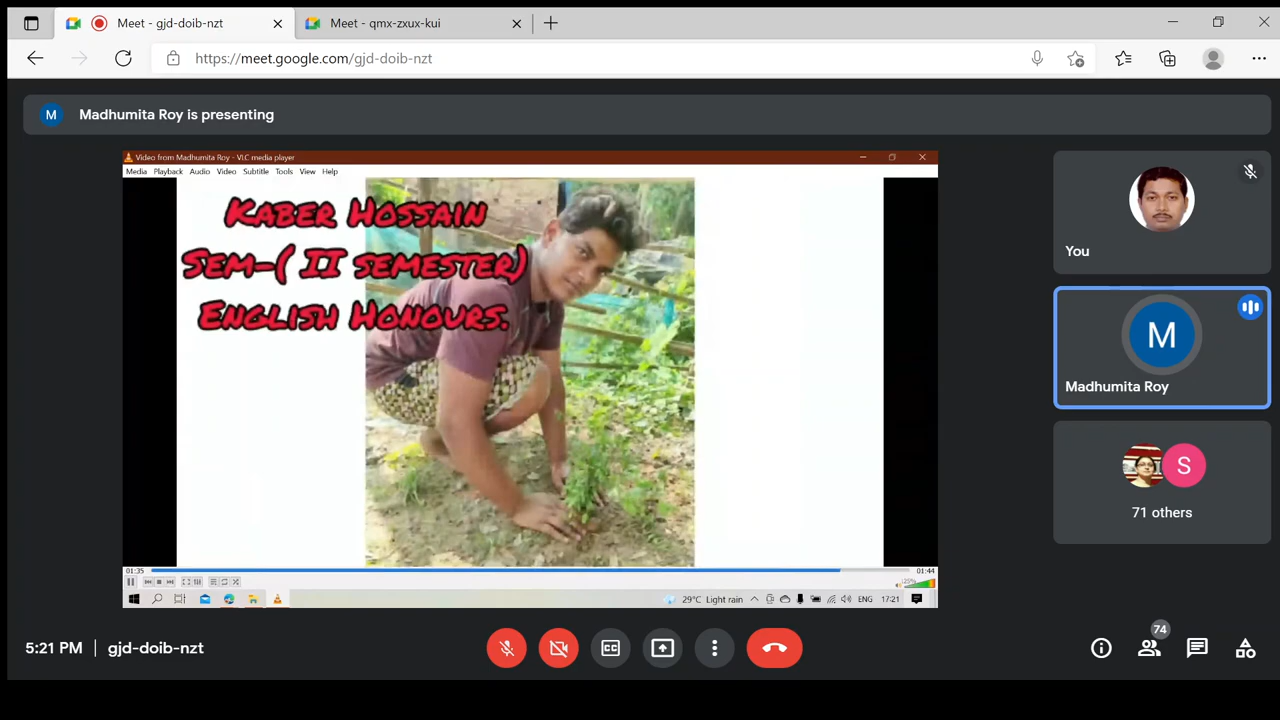 Meet - gjd-doib-nzt
Meet - qmx-zxux-kui
https://meet.google.com/gjd-doib-nzt
M
Madhumita Roy is presenting
Video from Madhumita Roy - VLC media player
Media Playback Audio Video Subtitle Tools View Help
Kaber Hossain
Sem-( II semester)
English Honours.
01:35
01:44
125%
29°C Light rain
ENG
17:21
You
M
Madhumita Roy
S
71 others
5:21 PM
gjd-doib-nzt
CC
74